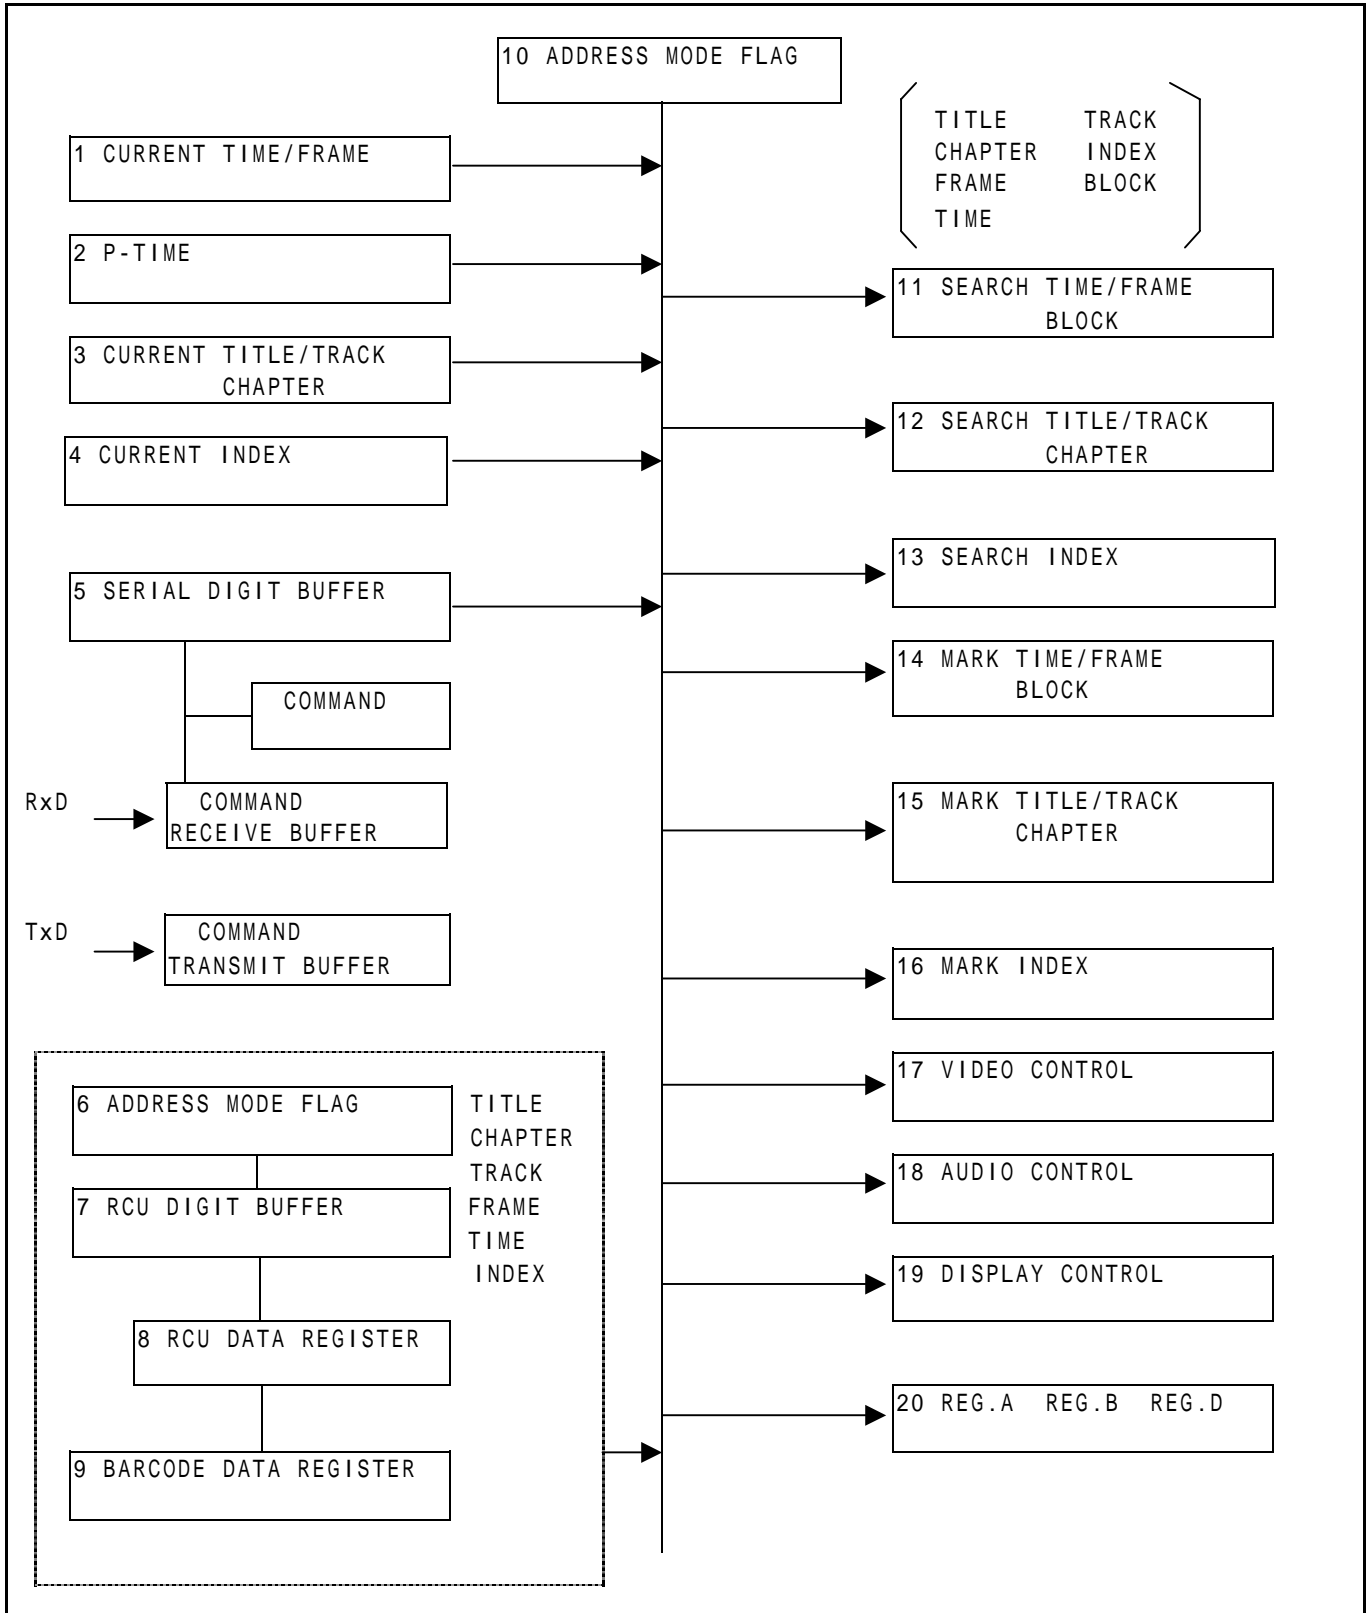 10 ADDRESS MODE FLAG
TITLE TRACK
CHAPTER INDEX
FRAME BLOCK
TIME
1 CURRENT TIME/FRAME
2 P-TIME
3 CURRENT TITLE/TRACK
CHAPTER
4 CURRENT INDEX
5 SERIAL DIGIT BUFFER
COMMAND
RxD
COMMAND
RECEIVE BUFFER
TxD
COMMAND
TRANSMIT BUFFER
6 ADDRESS MODE FLAG
7 RCU DIGIT BUFFER
8 RCU DATA REGISTER
9 BARCODE DATA REGISTER
TITLE
CHAPTER
TRACK
FRAME
TIME
INDEX
11 SEARCH TIME/FRAME
BLOCK
12 SEARCH TITLE/TRACK
CHAPTER
13 SEARCH INDEX
14 MARK TIME/FRAME
BLOCK
15 MARK TITLE/TRACK
CHAPTER
16 MARK INDEX
17 VIDEO CONTROL
18 AUDIO CONTROL
19 DISPLAY CONTROL
20 REG.A REG.B REG.D